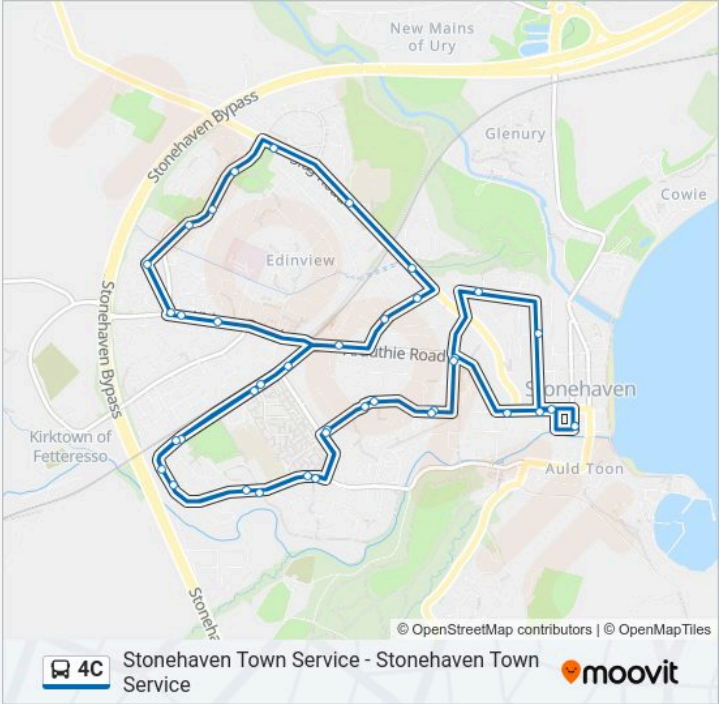 New Mains
of Ury
Stonehaven Bypass
Glenury
Cowie
Edinview
Stonehaven Bypass
Arduthie Road
Stonehaven
Kirktown of
Fetteresso
Auld Toon
© OpenStreetMap contributors | © OpenMapTiles
4C
Stonehaven Town Service - Stonehaven Town
Service
moovit